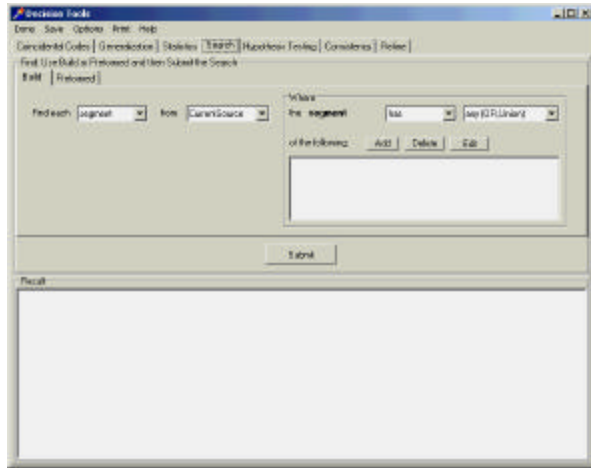 Decision Tools
Done Save Options Print Help
Coincidental Codes Generalization Statistics Search Hypothesis Testing Consistency Refine
Find: Use Build or Preformed and then Submit the Search
Build Preformed
Where
Find each segment from CurrentSource the segment has any (OR,Union)
of the following: Add Delete Edit
Submit
Result